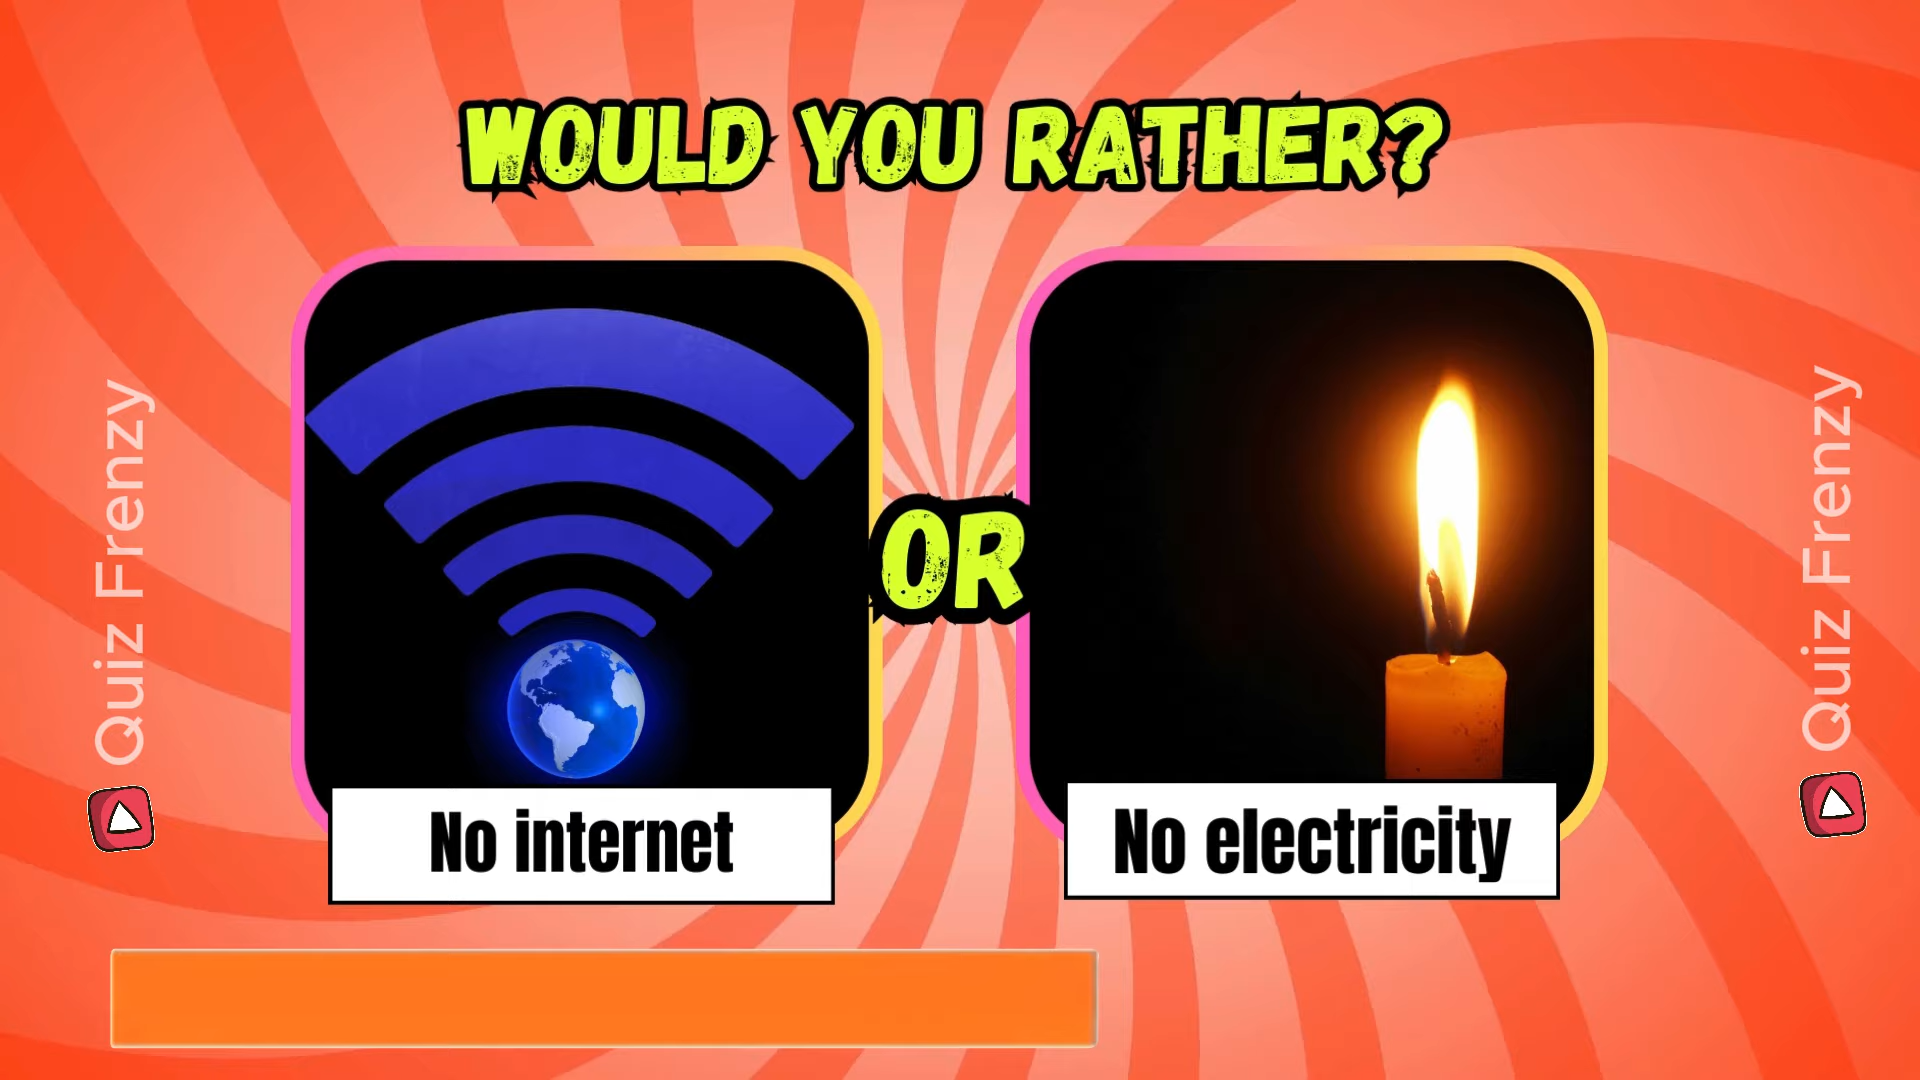 WOULD YOU RATHER?
OR
No internet
No electricity
Quiz Frenzy
Quiz Frenzy